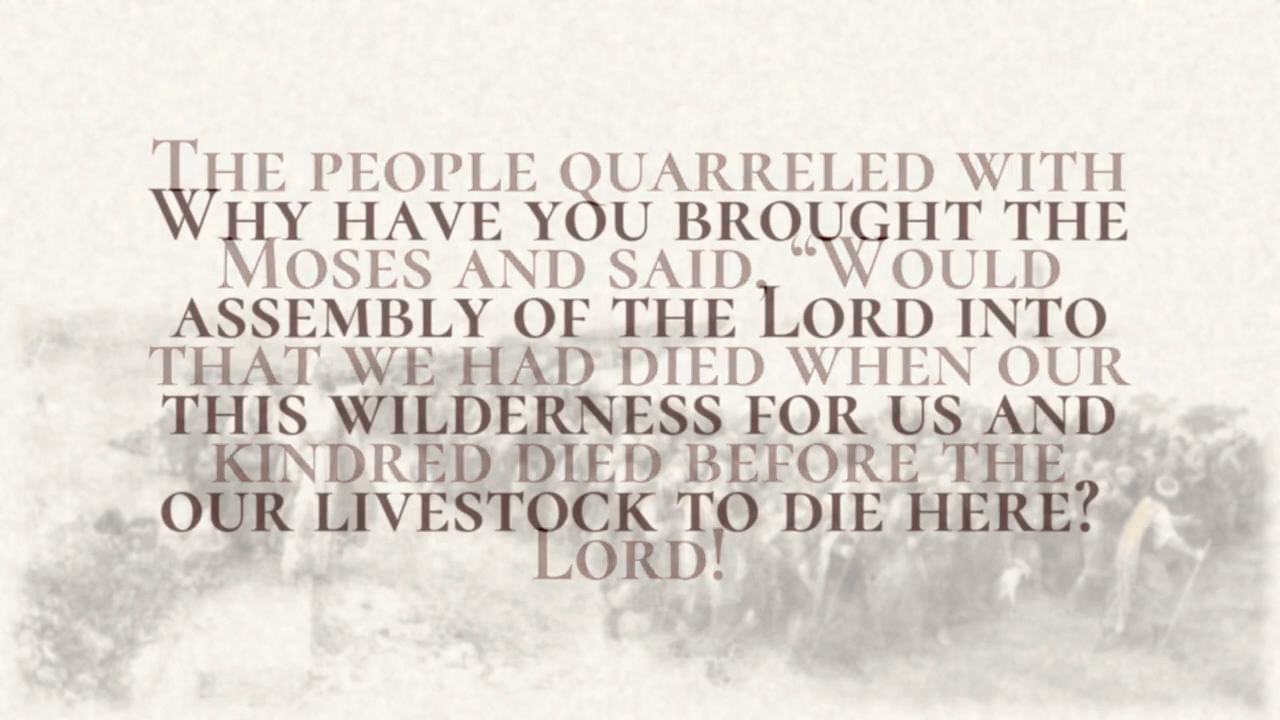 The people quarreled with
Why have you brought the
Moses and said, “Would
assembly of the Lord into
that we had died when our
this wilderness for us and
kindred died before the
our livestock to die here?
Lord!